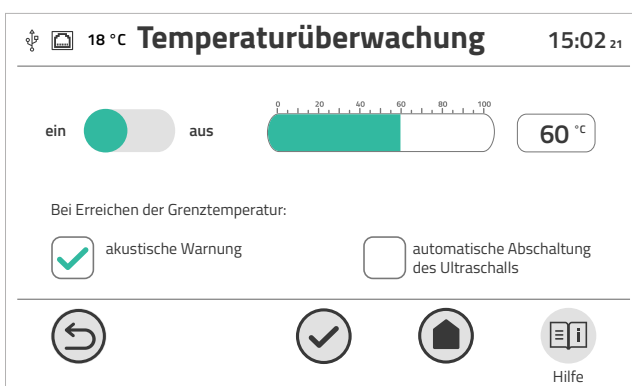 18 °C Temperaturüberwachung 15:02 21
0 20 40 60 80 100
ein aus 60 °C
Bei Erreichen der Grenztemperatur:
akustische Warnung
automatische Abschaltung
des Ultraschalls
i
Hilfe